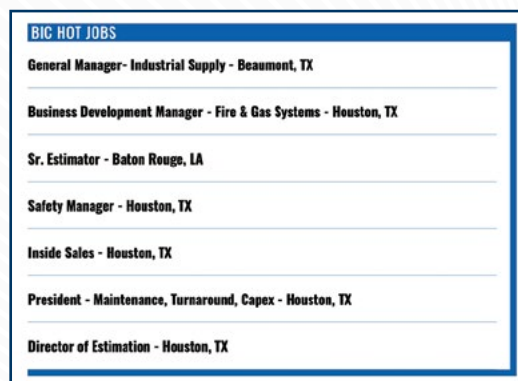 BIC HOT JOBS
General Manager- Industrial Supply - Beaumont, TX
Business Development Manager - Fire & Gas Systems - Houston, TX
Sr. Estimator - Baton Rouge, LA
Safety Manager - Houston, TX
Inside Sales - Houston, TX
President - Maintenance, Turnaround, Capex - Houston, TX
Director of Estimation - Houston, TX